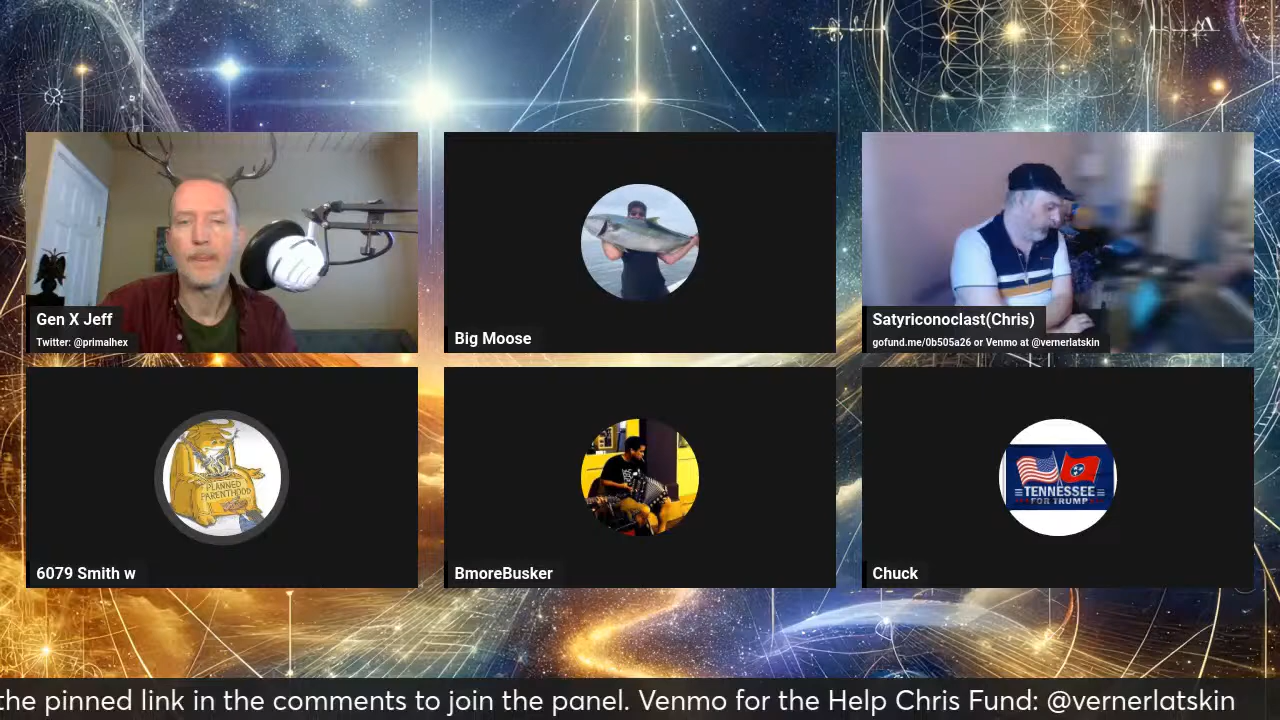 Gen X Jeff
Twitter: @primalhex
Big Moose
Satyriconoclast(Chris)
gofund.me/0b505a26 or Venmo at @vernerlatskin
PLANNED
PARENTHOOD
6079 Smith w
BmoreBusker
TENNESSEE
FOR TRUMP
Chuck
the pinned link in the comments to join the panel. Venmo for the Help Chris Fund: @vernerlatskin